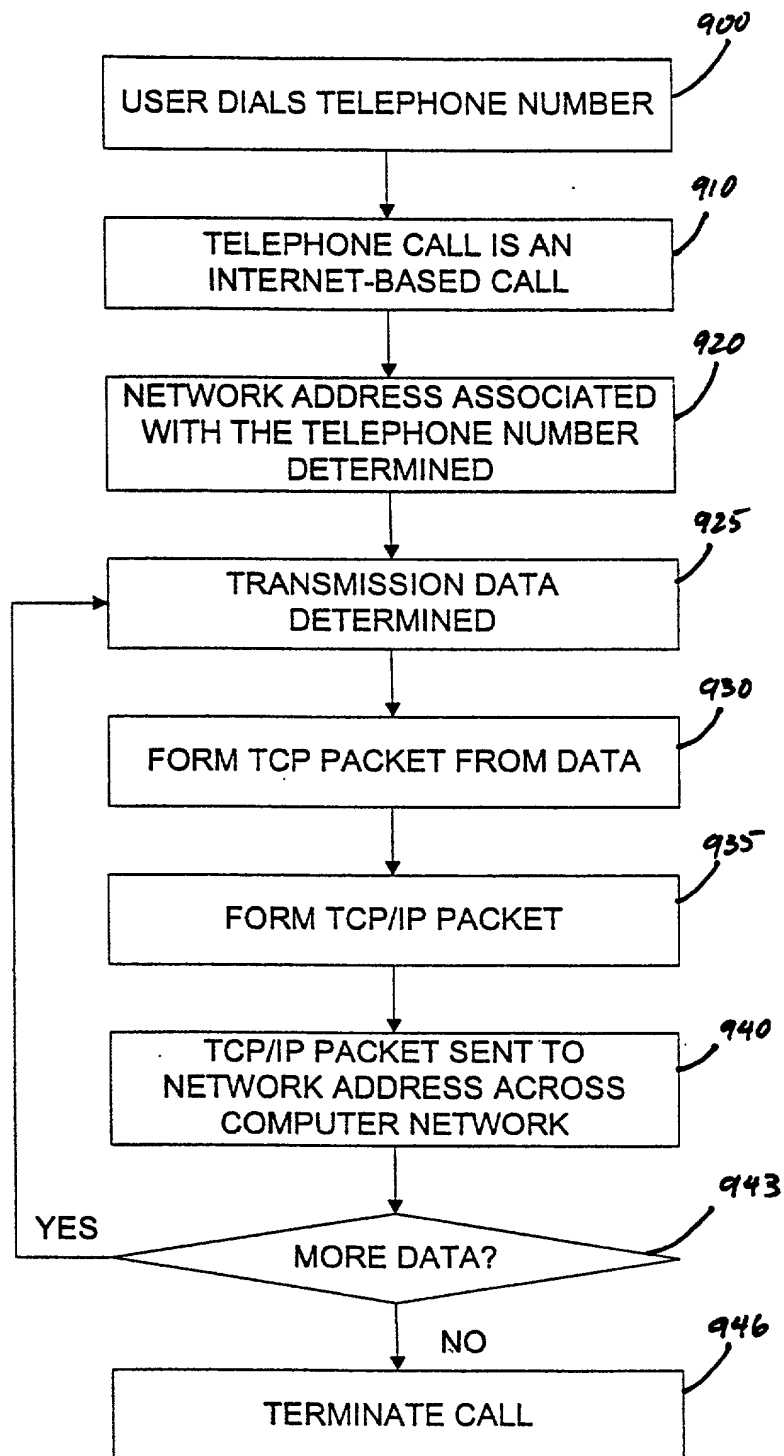 900
USER DIALS TELEPHONE NUMBER
910
TELEPHONE CALL IS AN
INTERNET-BASED CALL
920
NETWORK ADDRESS ASSOCIATED
WITH THE TELEPHONE NUMBER
DETERMINED
925
TRANSMISSION DATA
DETERMINED
930
FORM TCP PACKET FROM DATA
935
FORM TCP/IP PACKET
940
TCP/IP PACKET SENT TO
NETWORK ADDRESS ACROSS
COMPUTER NETWORK
943
YES
MORE DATA?
NO
946
TERMINATE CALL